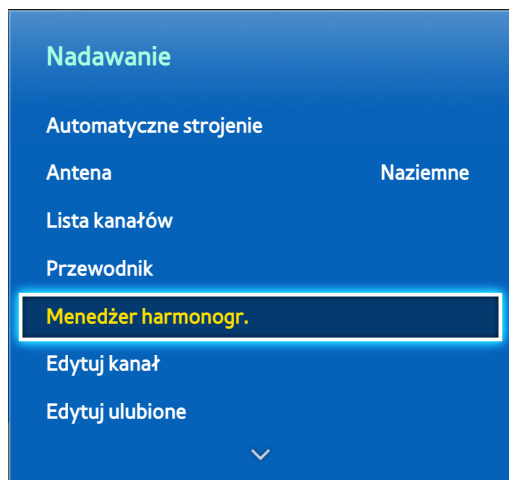 Nadawanie
Automatyczne strojenie
Antena Naziemne
Lista kanałów
Przewodnik
Menedżer harmonogr.
Edytuj kanał
Edytuj ulubione